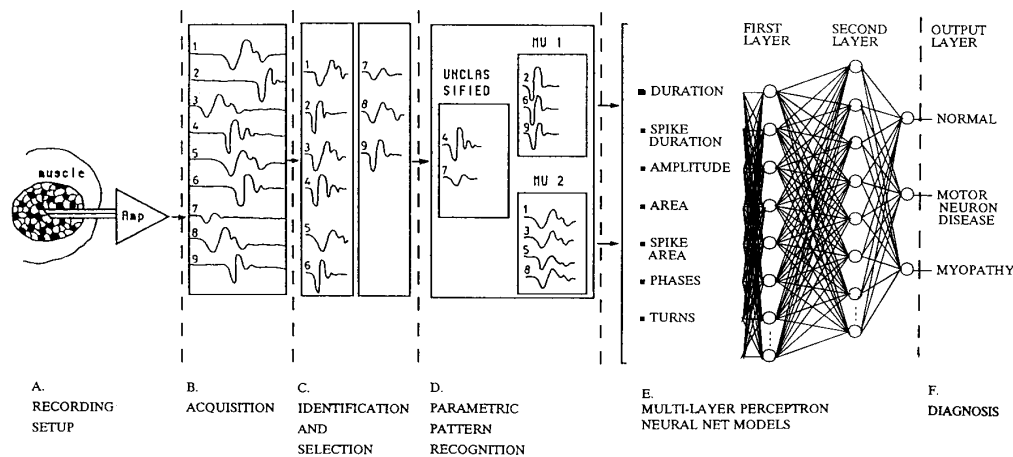 muscle
Amp
1
2
3
4
5
6
7
8
9
1
2
3
4
5
6
7
8
9
UNCLAS
SIFIED
4
7
MU 1
2
6
9
MU 2
1
3
5
8
DURATION
SPIKE
DURATION
AMPLITUDE
AREA
SPIKE
AREA
PHASES
TURNS
FIRST
LAYER
SECOND
LAYER
OUTPUT
LAYER
NORMAL
MOTOR
NEURON
DISEASE
MYOPATHY
A.
RECORDING
SETUP
B.
ACQUISITION
C.
IDENTIFICATION
AND
SELECTION
D.
PARAMETRIC
PATTERN
RECOGNITION
E.
MULTI-LAYER PERCEPTRON
NEURAL NET MODELS
F.
DIAGNOSIS